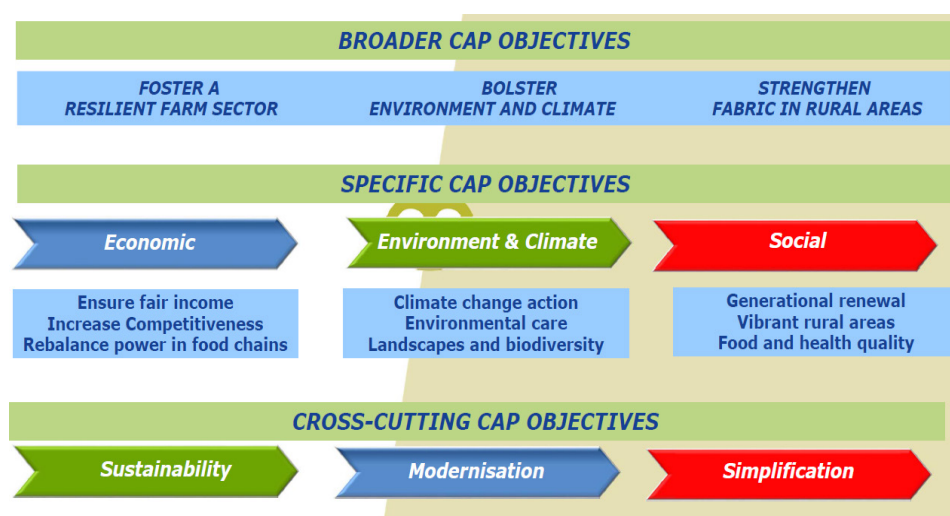 BROADER CAP OBJECTIVES
FOSTER A
RESILIENT FARM SECTOR
BOLSTER
ENVIRONMENT AND CLIMATE
STRENGTHEN
FABRIC IN RURAL AREAS
SPECIFIC CAP OBJECTIVES
Economic
Environment & Climate
Social
Ensure fair income
Increase Competitiveness
Rebalance power in food chains
Climate change action
Environmental care
Landscapes and biodiversity
Generational renewal
Vibrant rural areas
Food and health quality
CROSS-CUTTING CAP OBJECTIVES
Sustainability
Modernisation
Simplification